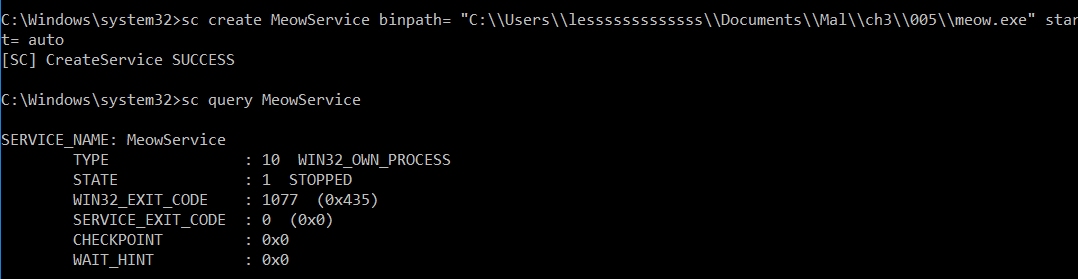 C:\Windows\system32>sc create MeowService binpath= "C:\\Users\\lesssssssssssss\\Documents\\Mal\\ch3\\005\\meow.exe" star
t= auto
[SC] CreateService SUCCESS
C:\Windows\system32>sc query MeowService
SERVICE_NAME: MeowService
TYPE : 10 WIN32_OWN_PROCESS
STATE : 1 STOPPED
WIN32_EXIT_CODE : 1077 (0x435)
SERVICE_EXIT_CODE : 0 (0x0)
CHECKPOINT : 0x0
WAIT_HINT : 0x0